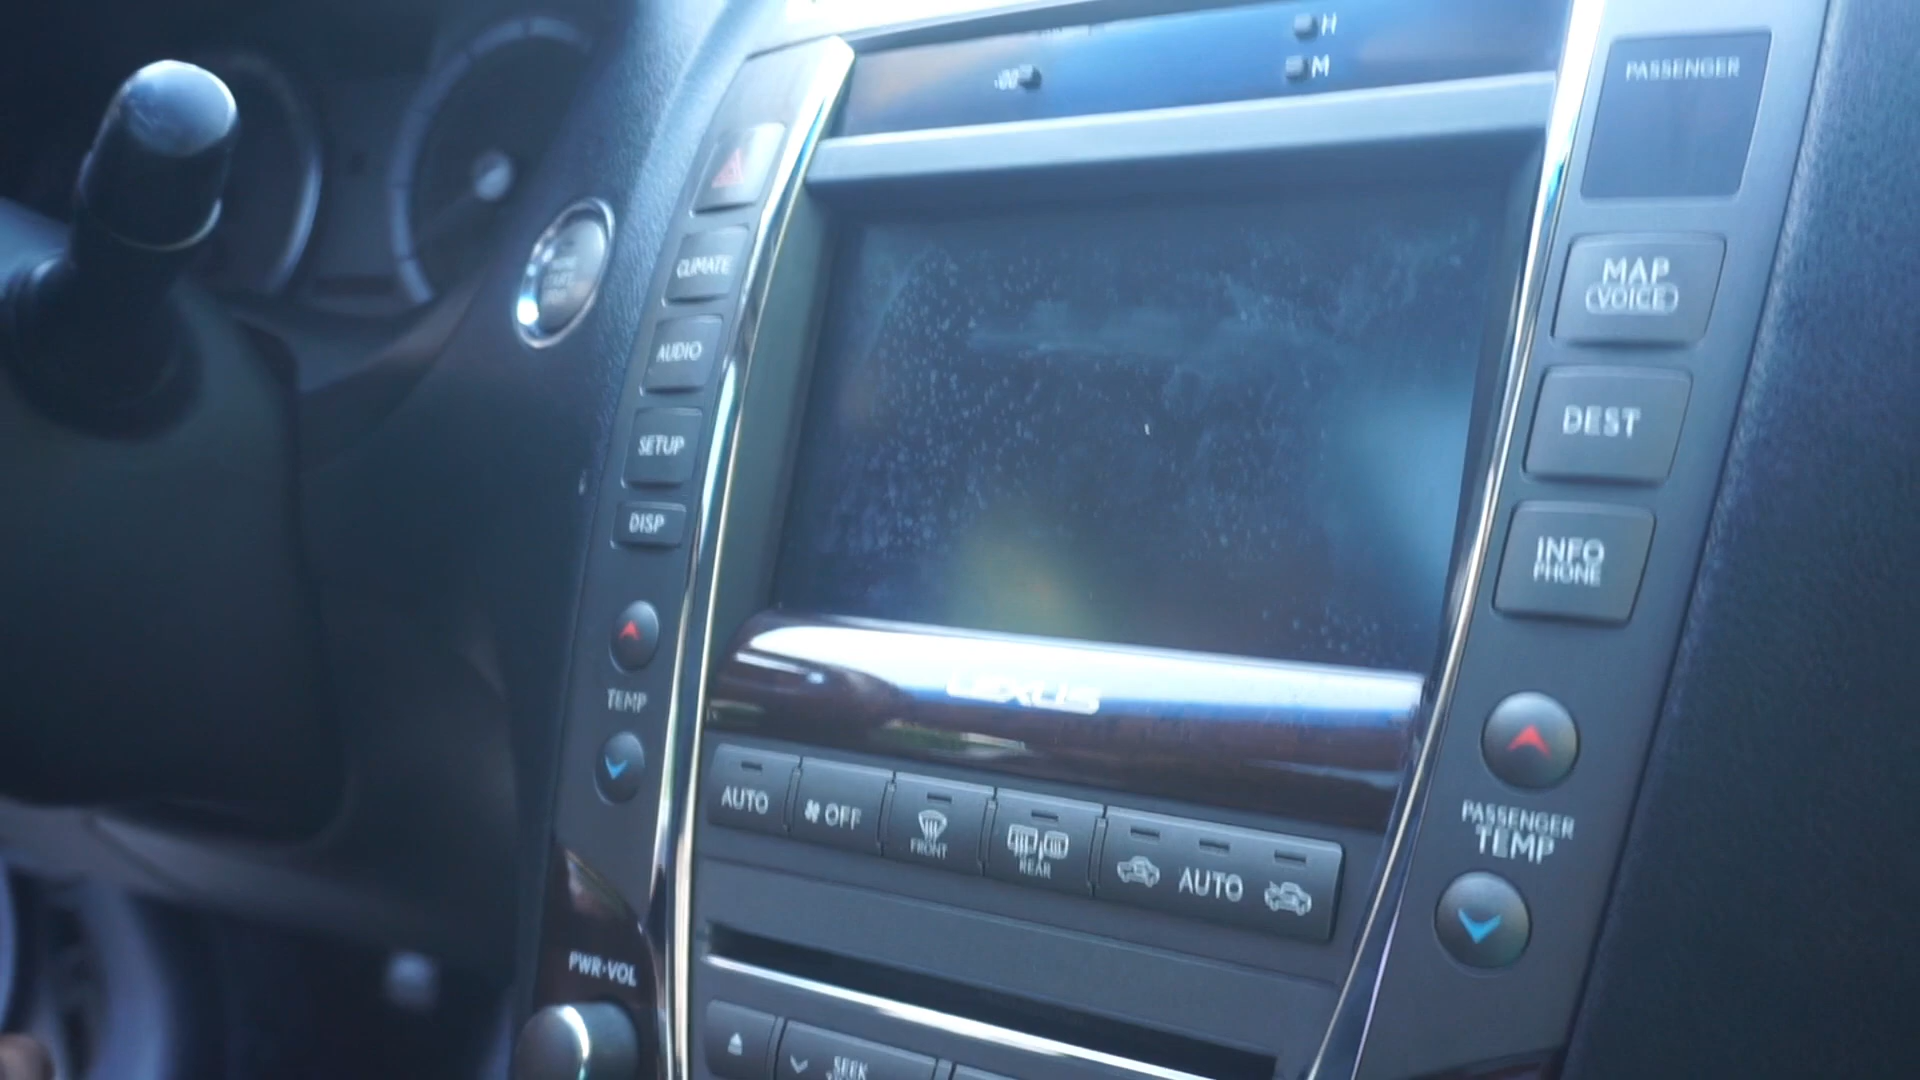 H
:00
M
PASSENGER
CLIMATE
MAP
VOICE
AUDIO
DEST
SETUP
DISP
INFO
PHONE
TEMP
LEXUS
AUTO
OFF
FRONT
REAR
AUTO
PASSENGER
TEMP
PWR·VOL
SEEK